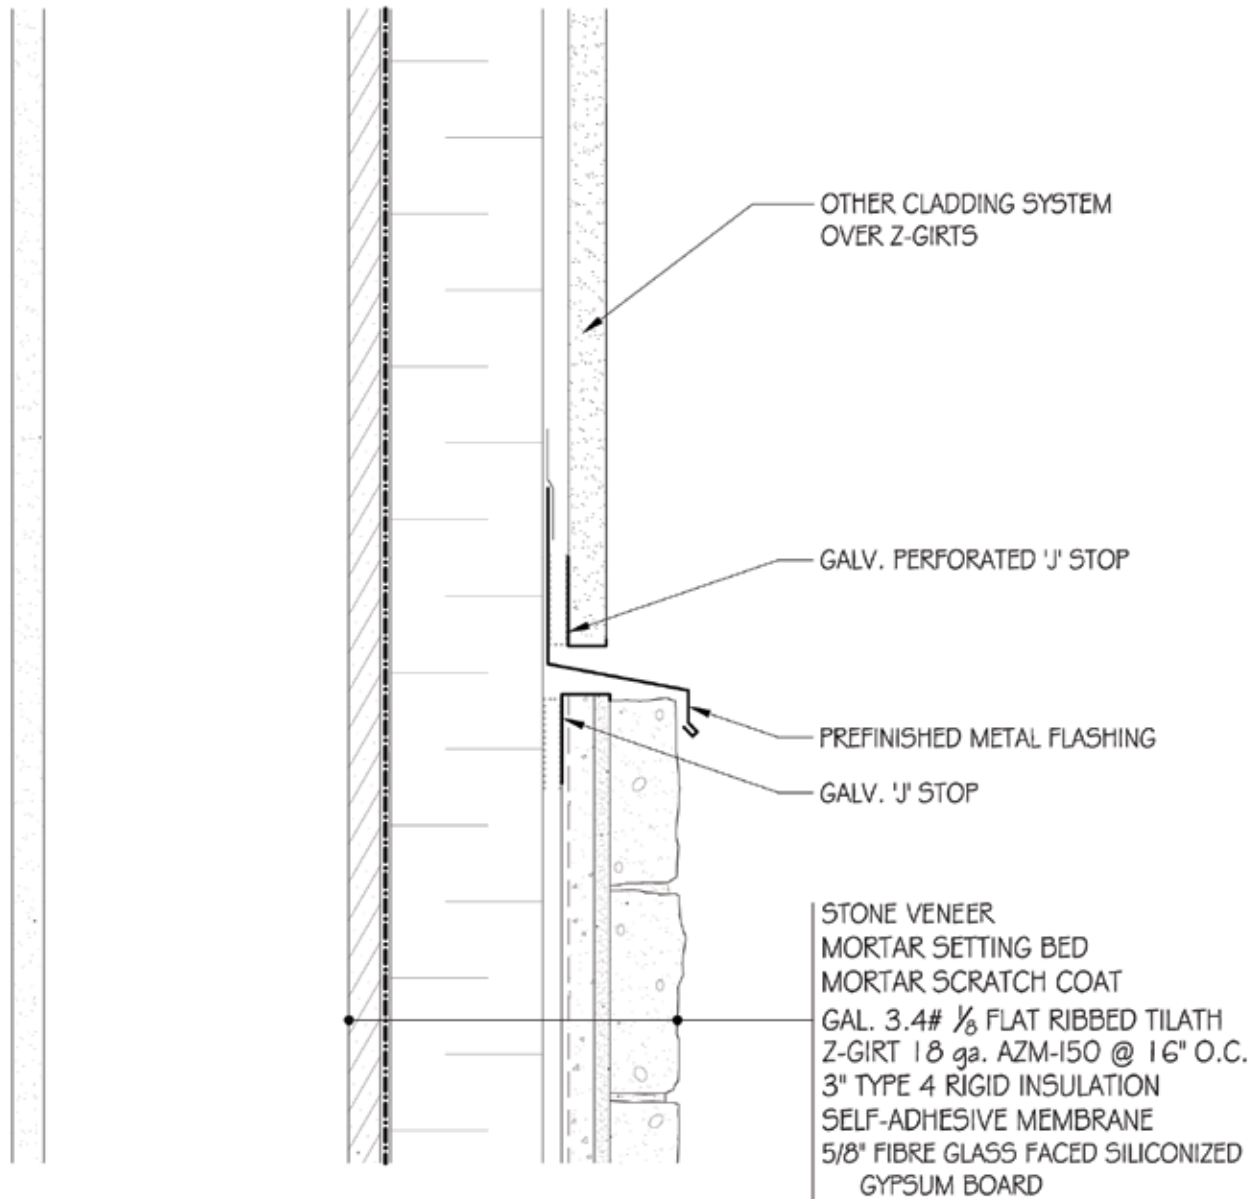 OTHER CLADDING SYSTEM
OVER Z-GIRTS
GALV. PERFORATED 'J' STOP
PREFINISHED METAL FLASHING
GALV. 'J' STOP
STONE VENEER
MORTAR SETTING BED
MORTAR SCRATCH COAT
GAL. 3.4# 1/8 FLAT RIBBED TILATH
Z-GIRT 18 ga. AZM-150 @ 16" O.C.
3" TYPE 4 RIGID INSULATION
SELF-ADHESIVE MEMBRANE
5/8" FIBRE GLASS FACED SILICONIZED
GYPSUM BOARD